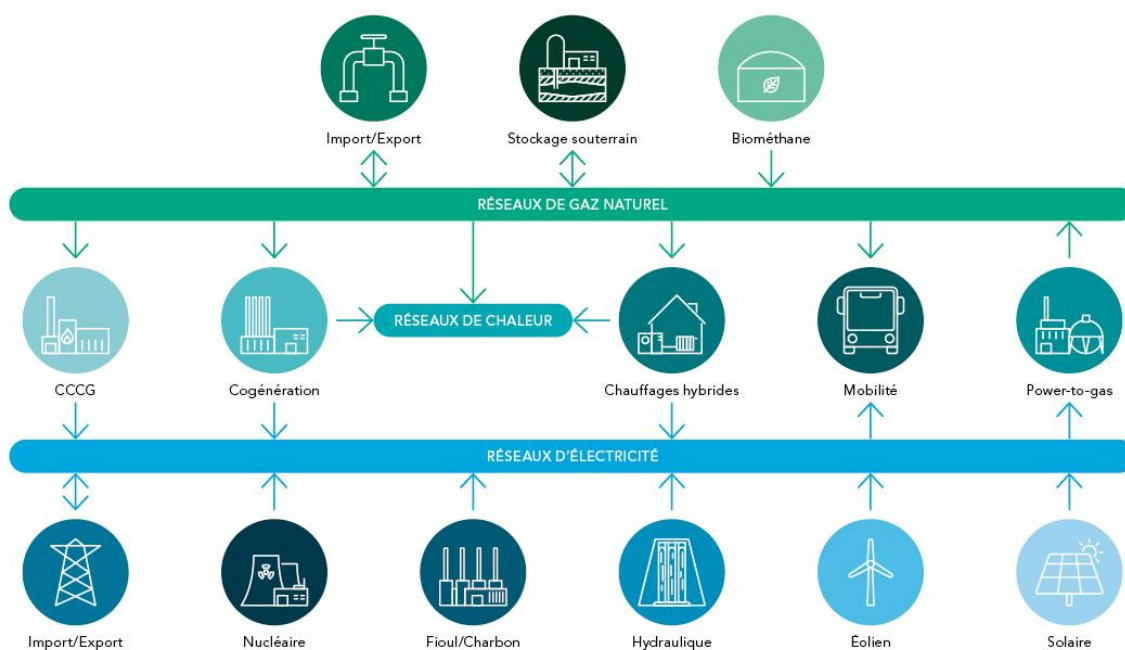 Import/Export
Stockage souterrain
Biométhane
RÉSEAUX DE GAZ NATUREL
RÉSEAUX DE CHALEUR
CCCG
Cogénération
Chauffages hybrides
Mobilité
Power-to-gas
RÉSEAUX D'ÉLECTRICITÉ
Import/Export
Nucléaire
Fioul/Charbon
Hydraulique
Éolien
Solaire